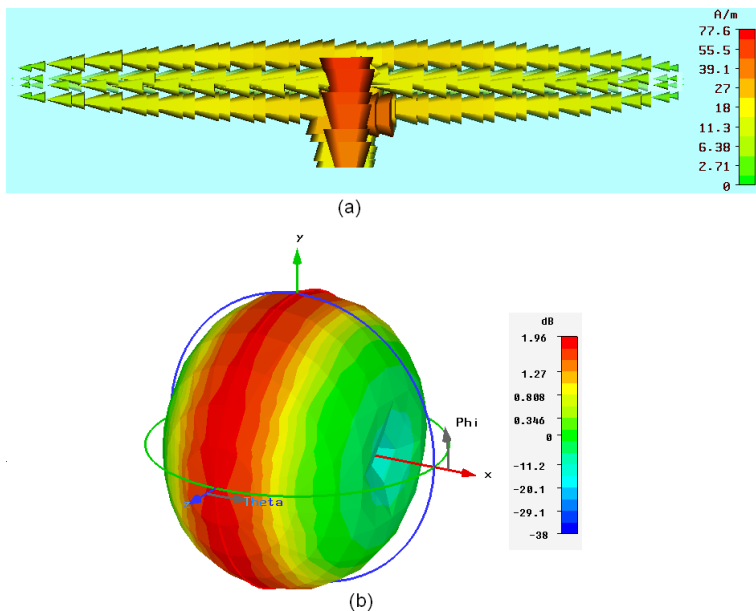 A/m
77.6
55.5
39.1
27
18
11.3
6.38
2.71
0
(a)
y
dB
1.96
1.27
0.808
0.346
0
-11.2
-20.1
-29.1
-38
Phi
x
z
Theta
(b)